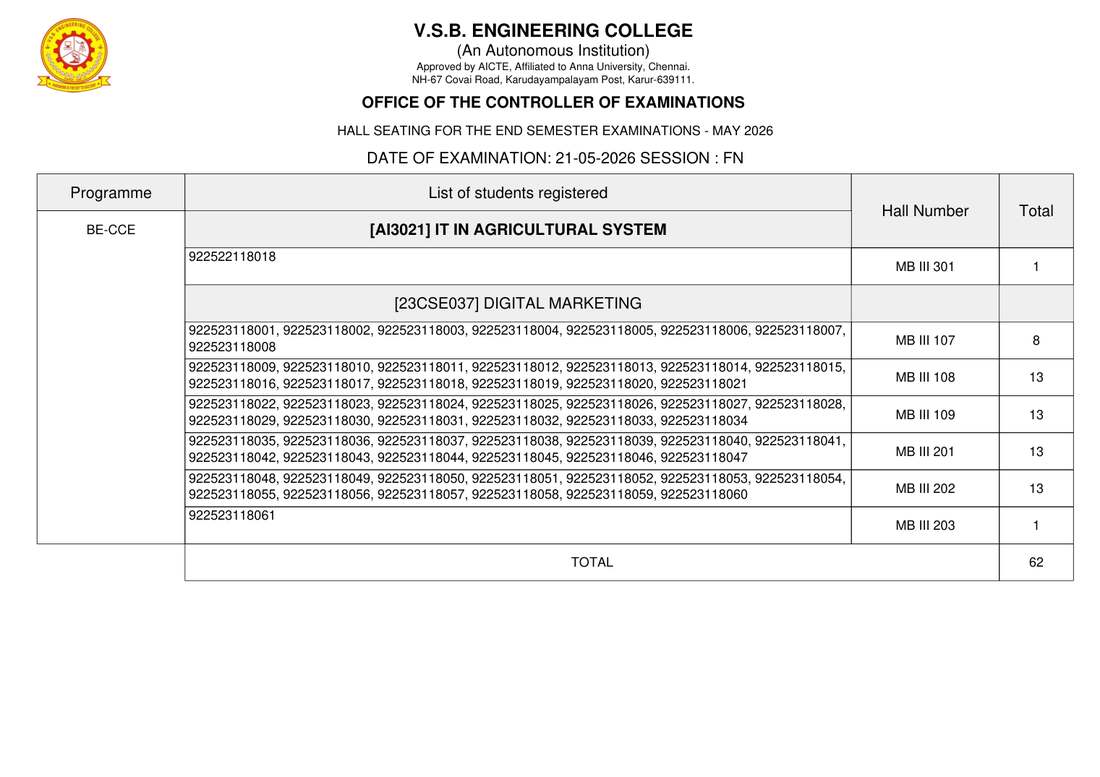 V.S.B. ENGINEERING COLLEGE
(An Autonomous Institution)
Approved by AICTE, Affiliated to Anna University, Chennai.
NH-67 Covai Road, Karudayampalayam Post, Karur-639111.
OFFICE OF THE CONTROLLER OF EXAMINATIONS
HALL SEATING FOR THE END SEMESTER EXAMINATIONS - MAY 2026
DATE OF EXAMINATION: 21-05-2026 SESSION : FN
Programme List of students registered Hall Number Total
BE-CCE [AI3021] IT IN AGRICULTURAL SYSTEM
922522118018 MB III 301 1
[23CSE037] DIGITAL MARKETING
922523118001, 922523118002, 922523118003, 922523118004, 922523118005, 922523118006, 922523118007,
922523118008 MB III 107 8
922523118009, 922523118010, 922523118011, 922523118012, 922523118013, 922523118014, 922523118015,
922523118016, 922523118017, 922523118018, 922523118019, 922523118020, 922523118021 MB III 108 13
922523118022, 922523118023, 922523118024, 922523118025, 922523118026, 922523118027, 922523118028,
922523118029, 922523118030, 922523118031, 922523118032, 922523118033, 922523118034 MB III 109 13
922523118035, 922523118036, 922523118037, 922523118038, 922523118039, 922523118040, 922523118041,
922523118042, 922523118043, 922523118044, 922523118045, 922523118046, 922523118047 MB III 201 13
922523118048, 922523118049, 922523118050, 922523118051, 922523118052, 922523118053, 922523118054,
922523118055, 922523118056, 922523118057, 922523118058, 922523118059, 922523118060 MB III 202 13
922523118061 MB III 203 1
TOTAL 62